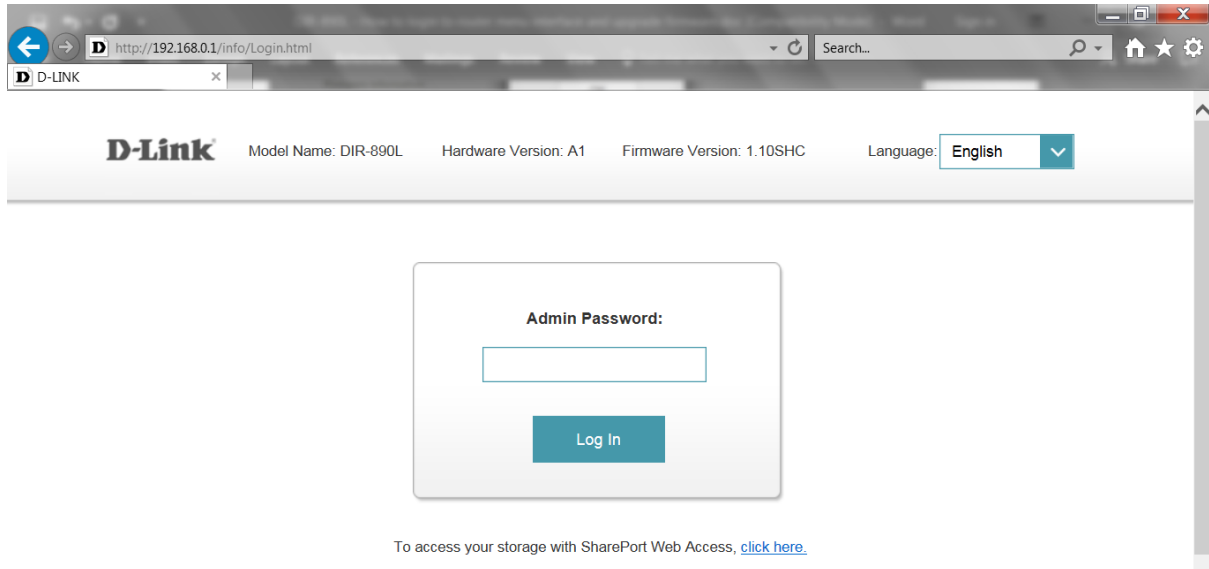 http://192.168.0.1/info/Login.html
Search...
D-LINK
D-Link Model Name: DIR-890L Hardware Version: A1 Firmware Version: 1.10SHC Language: English
Admin Password:
Log In
To access your storage with SharePort Web Access, click here.